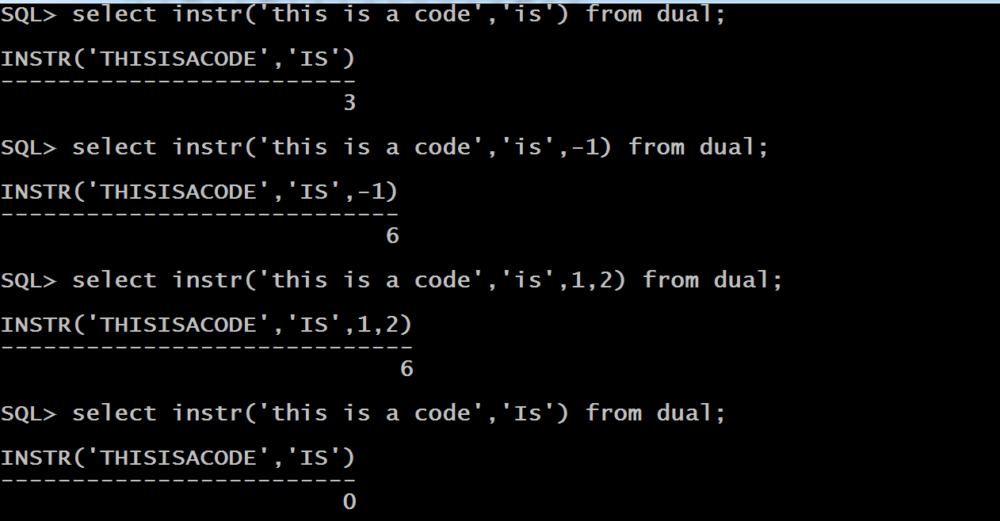 SQL> select instr('this is a code','is') from dual;
INSTR('THISISACODE','IS')
-------------------------
3
SQL> select instr('this is a code','is',-1) from dual;
INSTR('THISISACODE','IS',-1)
----------------------------
6
SQL> select instr('this is a code','is',1,2) from dual;
INSTR('THISISACODE','IS',1,2)
-----------------------------
6
SQL> select instr('this is a code','Is') from dual;
INSTR('THISISACODE','IS')
-------------------------
0